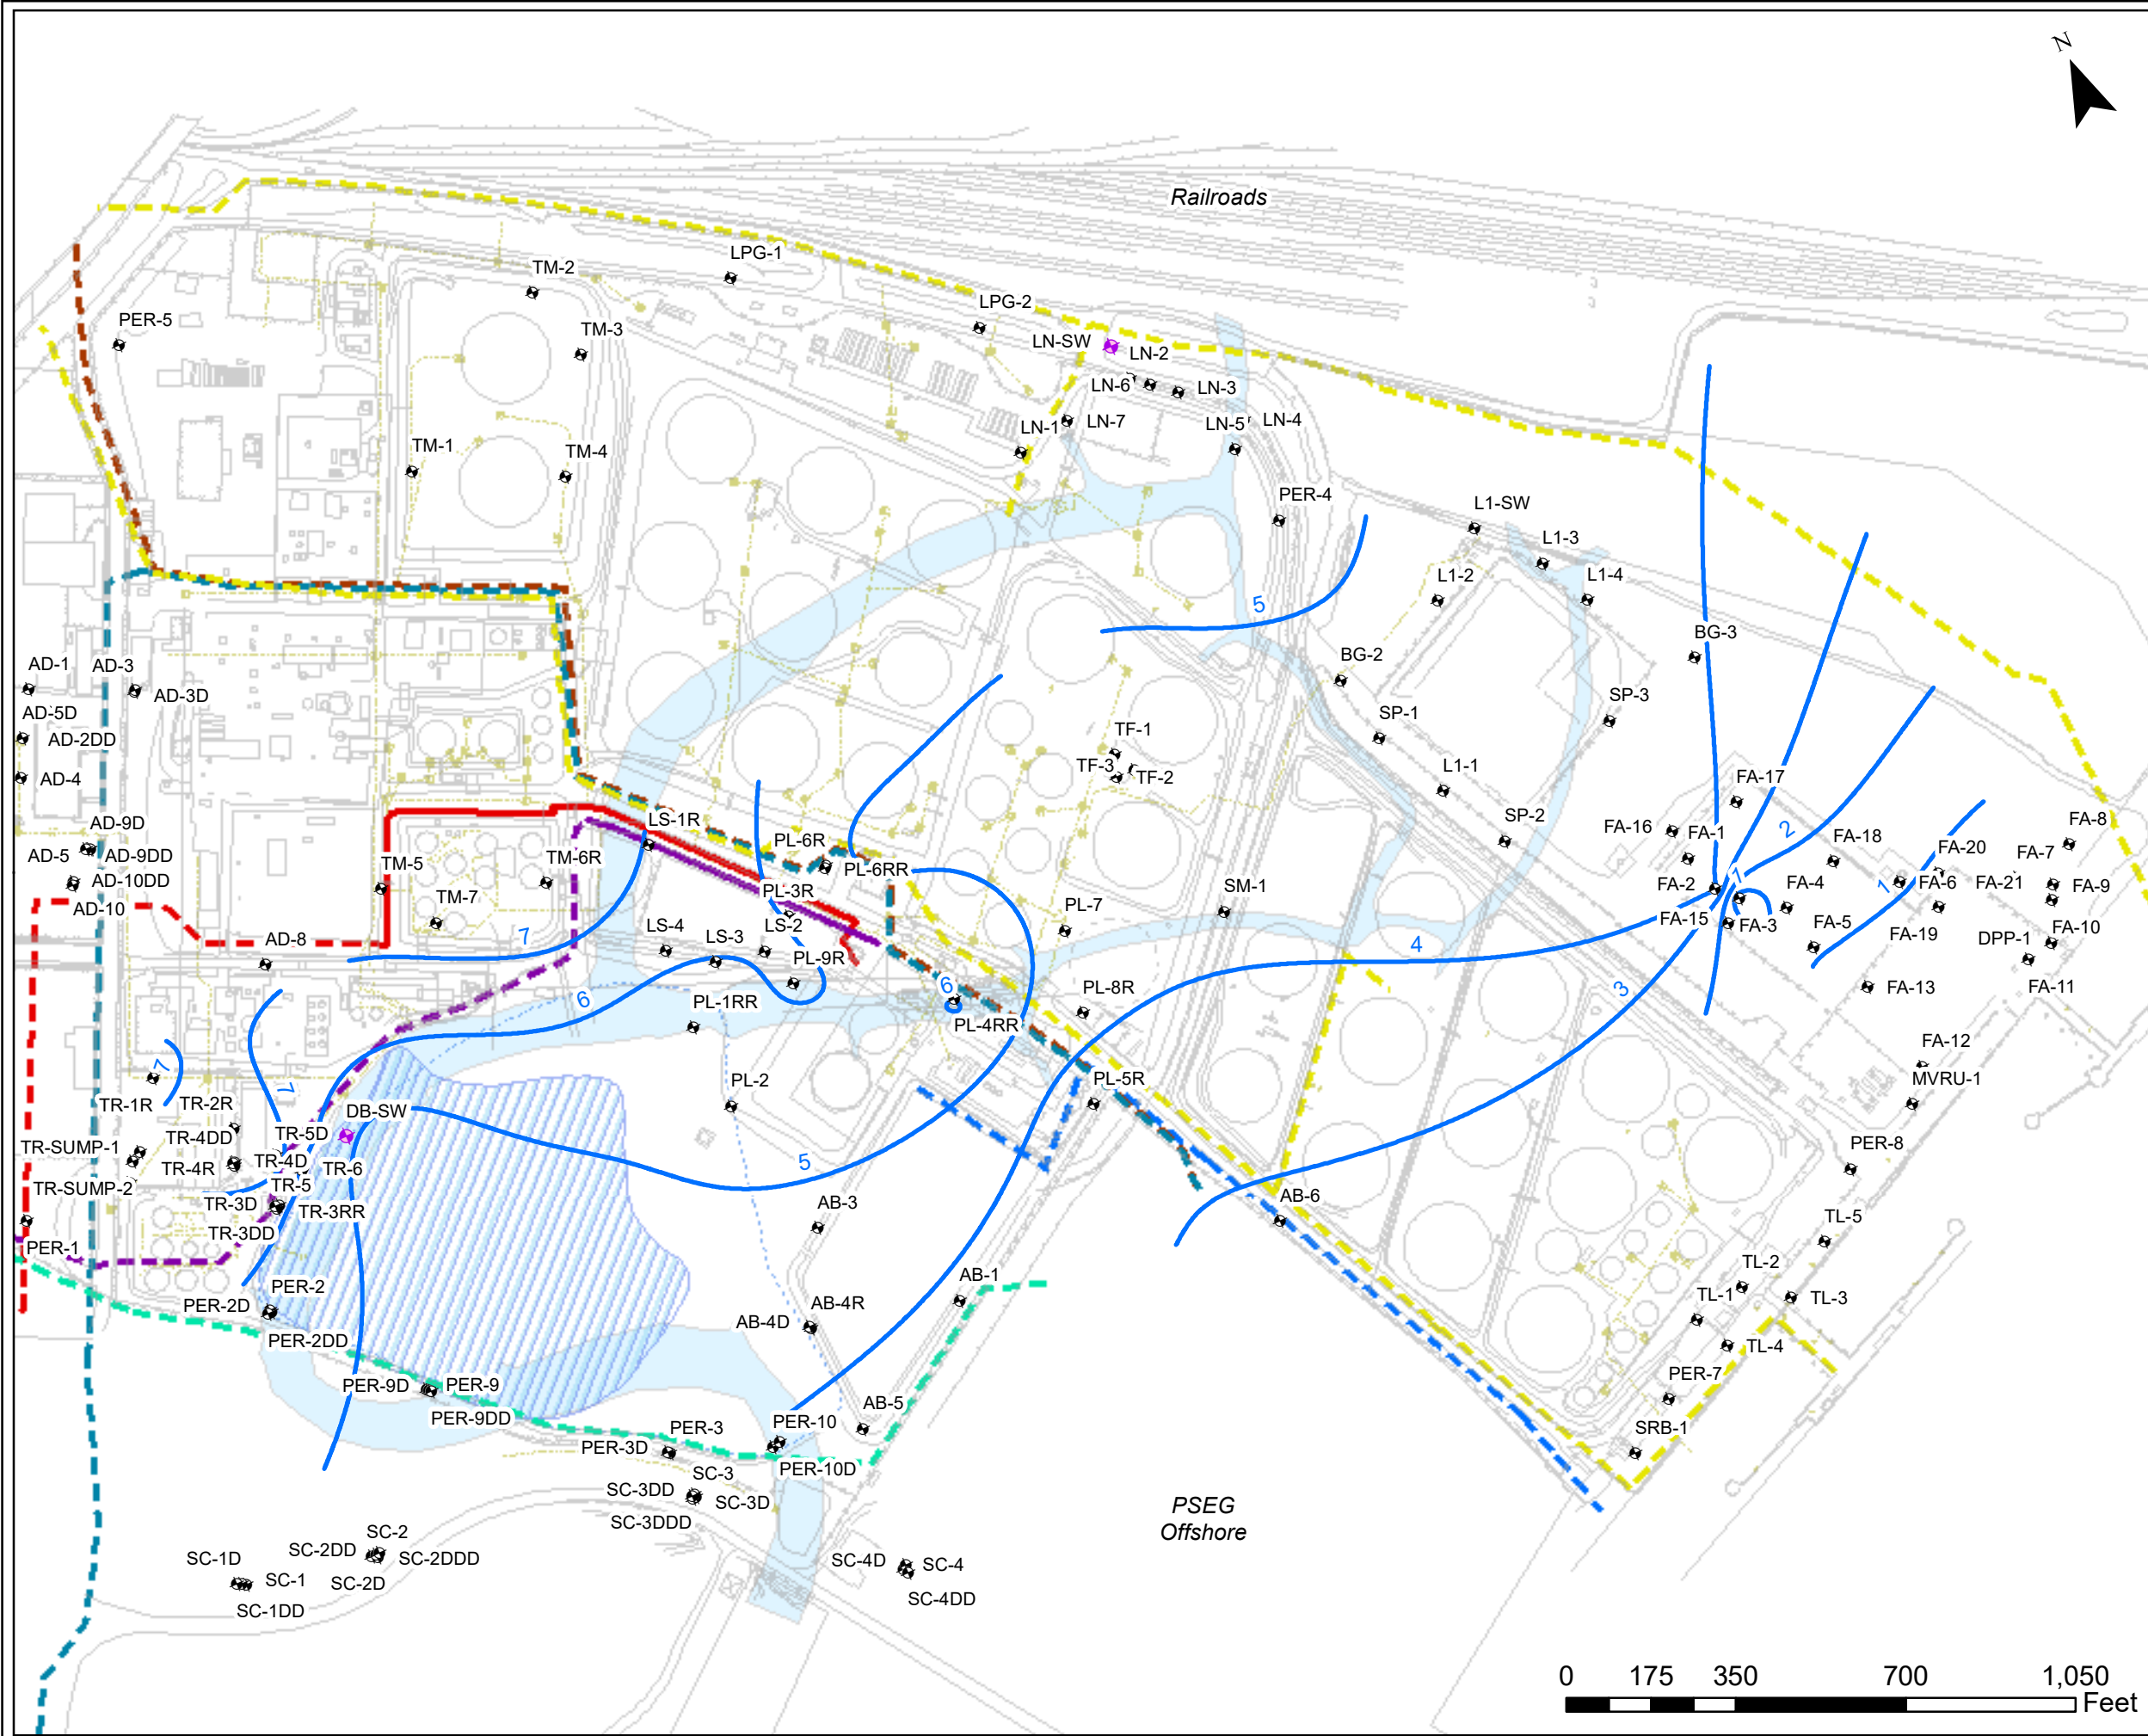 N
Railroads
LPG-1
TM-2
LPG-2
PER-5
TM-3
LN-SW
LN-2
LN-6
LN-3
LN-1
LN-7
LN-5
LN-4
TM-1
TM-4
PER-4
L1-SW
L1-3
L1-2
L1-4
5
BG-3
BG-2
AD-1
AD-3
AD-3D
SP-3
AD-5D
SP-1
AD-2DD
TF-1
AD-4
TF-3
TF-2
L1-1
FA-17
AD-9D
LS-1R
SP-2
FA-16
FA-1
2
FA-18
FA-8
PL-6R
AD-5
AD-9DD
FA-20
FA-7
TM-5
TM-6R
PL-6RR
AD-10DD
1
FA-2
FA-4
1
FA-6
FA-21
FA-9
PL-3R
SM-1
AD-10
TM-7
PL-7
FA-15
FA-3
FA-5
LS-4
LS-3
LS-2
FA-19
FA-10
AD-8
7
4
DPP-1
PL-9R
6
6
PL-8R
3
FA-13
FA-11
PL-1RR
PL-4RR
FA-12
7
7
PL-2
PL-5R
MVRU-1
TR-1R
TR-2R
DB-SW
TR-4DD
TR-5D
TR-SUMP-1
PER-8
TR-4R
TR-4D
TR-6
5
TR-SUMP-2
TR-5
TR-3D
TR-3RR
AB-3
AB-6
TR-3DD
TL-5
PER-1
TL-2
PER-2
AB-1
PER-2D
TL-1
TL-3
AB-4R
AB-4D
PER-2DD
TL-4
PER-9D
PER-9
PER-7
AB-5
PER-9DD
PER-3
PER-10
SRB-1
PER-3D
PER-10D
SC-3
SC-3DD
SC-3D
PSEG
Offshore
SC-3DDD
SC-2
SC-2DD
SC-1D
SC-2DDD
SC-4D
SC-4
SC-1
SC-2D
SC-4DD
SC-1DD
0 175 350 700 1,050
Feet